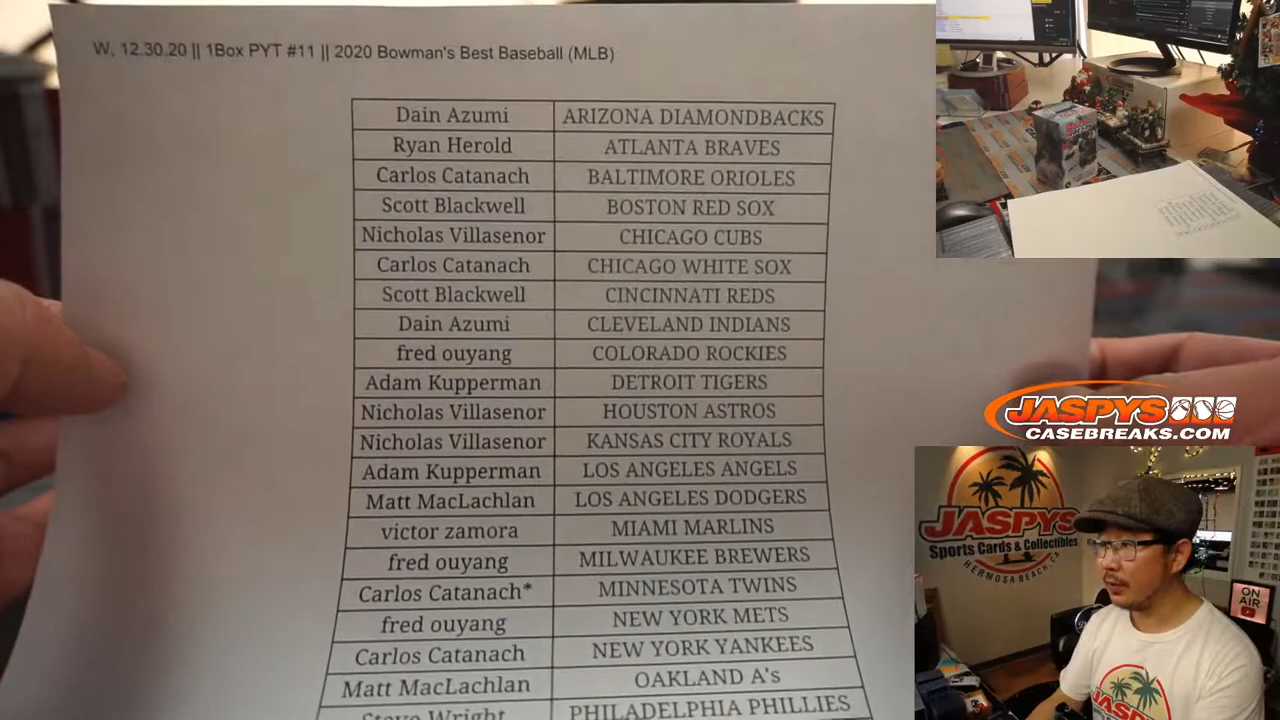 W, 12.30.20 || 1Box PYT #11 || 2020 Bowman's Best Baseball (MLB)
Dain Azumi ARIZONA DIAMONDBACKS
Ryan Herold ATLANTA BRAVES
Carlos Catanach BALTIMORE ORIOLES
Scott Blackwell BOSTON RED SOX
Nicholas Villasenor CHICAGO CUBS
Carlos Catanach CHICAGO WHITE SOX
Scott Blackwell CINCINNATI REDS
Dain Azumi CLEVELAND INDIANS
fred ouyang COLORADO ROCKIES
Adam Kupperman DETROIT TIGERS
Nicholas Villasenor HOUSTON ASTROS
Nicholas Villasenor KANSAS CITY ROYALS
Adam Kupperman LOS ANGELES ANGELS
Matt MacLachlan LOS ANGELES DODGERS
victor zamora MIAMI MARLINS
fred ouyang MILWAUKEE BREWERS
Carlos Catanach* MINNESOTA TWINS
fred ouyang NEW YORK METS
Carlos Catanach NEW YORK YANKEES
Matt MacLachlan OAKLAND A's
Steve Wright PHILADELPHIA PHILLIES
JASPYS
CASEBREAKS.COM
JASPYS
Sports Cards & Collectibles
HERMOSA BEACH, CA
ON
AIR
JASPYS